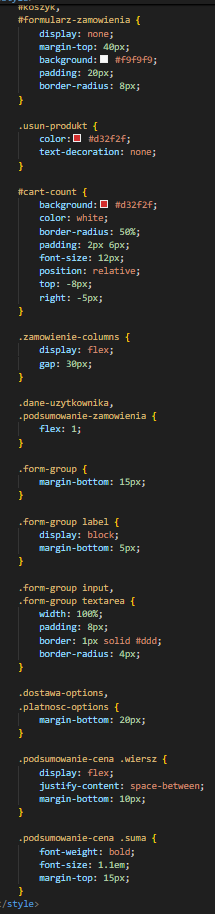 #koszyk,
#formularz-zamowienia {
display: none;
margin-top: 40px;
background: #f9f9f9;
padding: 20px;
border-radius: 8px;
}
.usun-produkt {
color: #d32f2f;
text-decoration: none;
}
#cart-count {
background: #d32f2f;
color: white;
border-radius: 50%;
padding: 2px 6px;
font-size: 12px;
position: relative;
top: -8px;
right: -5px;
}
.zamowienie-columns {
display: flex;
gap: 30px;
}
.dane-uzytkownika,
.podsumowanie-zamowienia {
flex: 1;
}
.form-group {
margin-bottom: 15px;
}
.form-group label {
display: block;
margin-bottom: 5px;
}
.form-group input,
.form-group textarea {
width: 100%;
padding: 8px;
border: 1px solid #ddd;
border-radius: 4px;
}
.dostawa-options,
.platnosc-options {
margin-bottom: 20px;
}
.podsumowanie-cena .wiersz {
display: flex;
justify-content: space-between;
margin-bottom: 10px;
}
.podsumowanie-cena .suma {
font-weight: bold;
font-size: 1.1em;
margin-top: 15px;
}
/style>